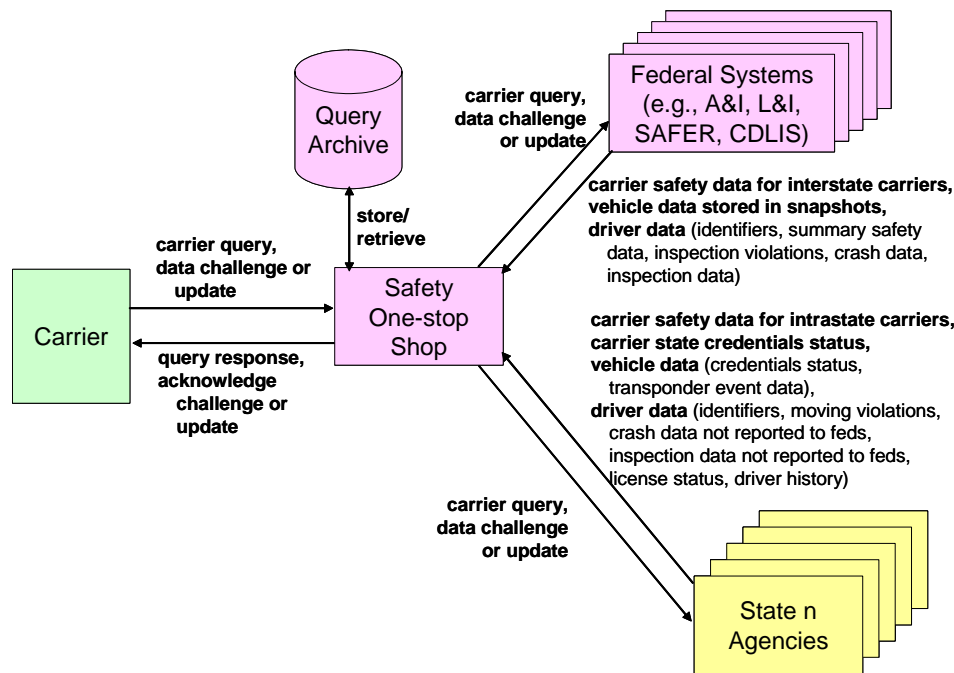 Federal Systems
(e.g., A&I, L&I,
SAFER, CDLIS)
carrier query,
data challenge
or update
Query
Archive
carrier safety data for interstate carriers,
vehicle data stored in snapshots,
driver data (identifiers, summary safety
data, inspection violations, crash data,
inspection data)
store/
retrieve
carrier query,
data challenge or
update
Carrier
Safety
One-stop
Shop
query response,
acknowledge
challenge or
update
carrier safety data for intrastate carriers,
carrier state credentials status,
vehicle data (credentials status,
transponder event data),
driver data (identifiers, moving violations,
crash data not reported to feds,
inspection data not reported to feds,
license status, driver history)
carrier query,
data challenge
or update
State n
Agencies